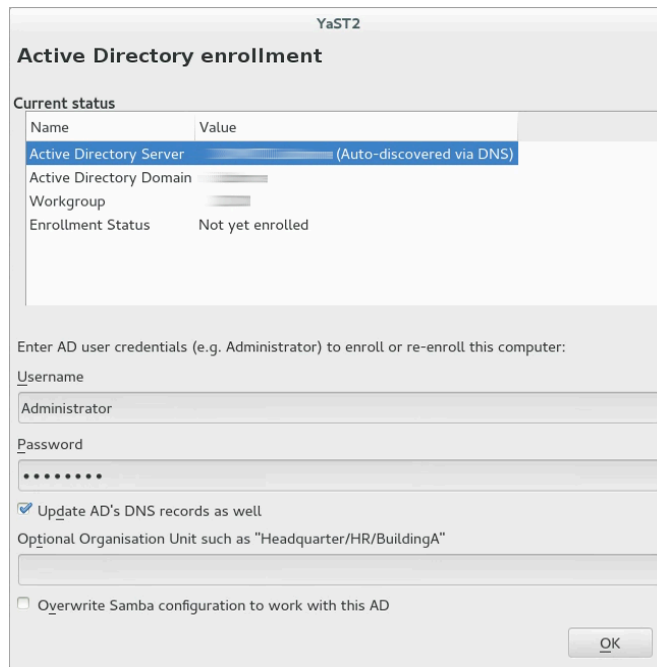 YaST2
Active Directory enrollment
Current status
Name Value
Active Directory Server (Auto-discovered via DNS)
Active Directory Domain
Workgroup
Enrollment Status Not yet enrolled
Enter AD user credentials (e.g. Administrator) to enroll or re-enroll this computer:
Username
Administrator
Password
••••••••
Update AD's DNS records as well
Optional Organisation Unit such as "Headquarter/HR/BuildingA"
Overwrite Samba configuration to work with this AD
OK